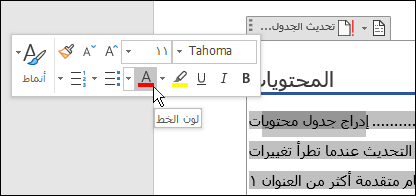 تحديث الجدول...
Tahoma ١١
أنماط
B I U A
لون الخط
المحتويات
إدراج جدول محتويات ..........
التحديث عندما تطرأ تغييرات
متقدمة أكثر من العنوان ١